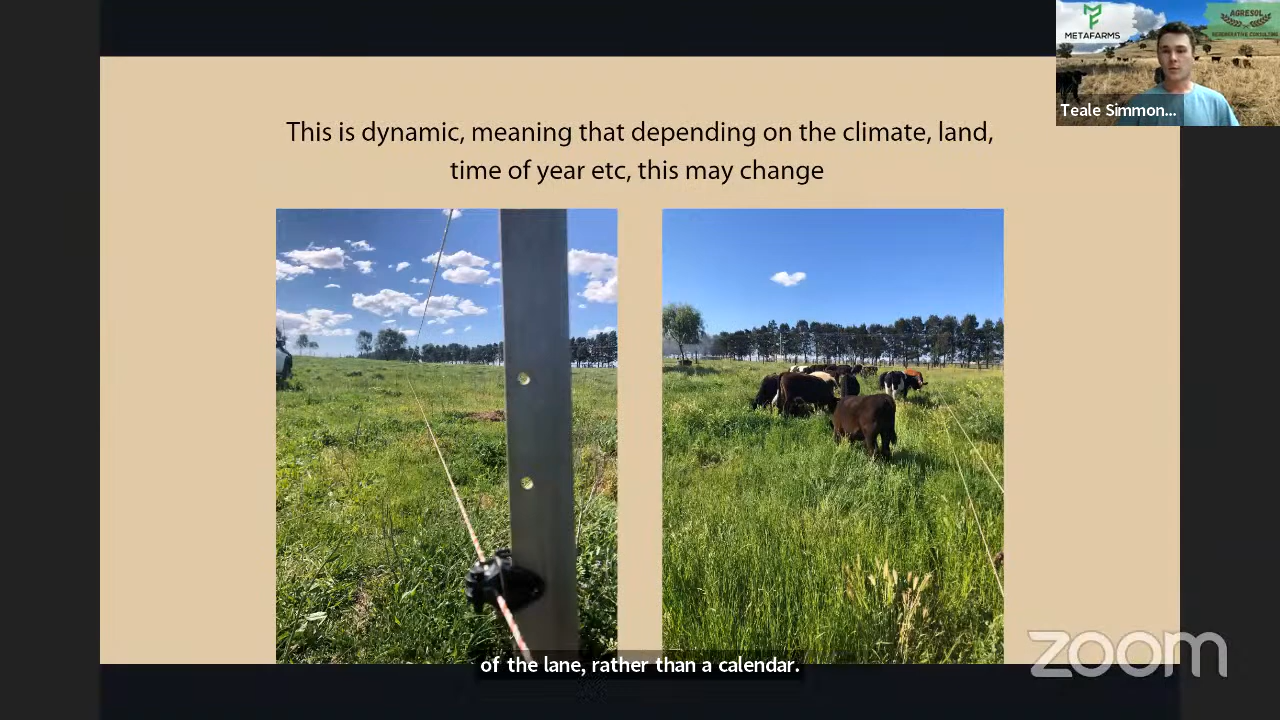 METAFARMS
AGRESOL
REGENERATIVE CONSULTING
Teale Simmon...
This is dynamic, meaning that depending on the climate, land,
time of year etc, this may change
of the lane, rather than a calendar.
zoom